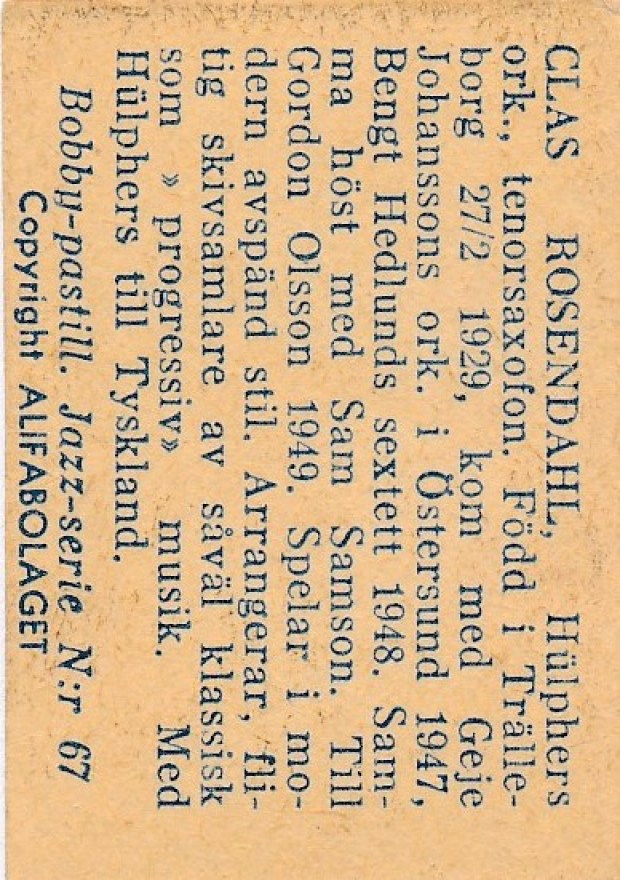 CLAS ROSENDAHL, Hülphers
ork., tenorsaxofon. Född i Trälle-
borg 27/2 1929, kom med Geje
Johanssons ork. i Östersund 1947,
Bengt Hedlunds sextett 1948. Sam-
ma höst med Sam Samson. Till
Gordon Olsson 1949. Spelar i mo-
dern avspänd stil. Arrangerar, fli-
tig skivsamlare av såväl klassisk
som » progressiv» musik. Med
Hülphers till Tyskland.
Bobby-pastill. Jazz-serie N:r 67
Copyright ALIFABOLAGET